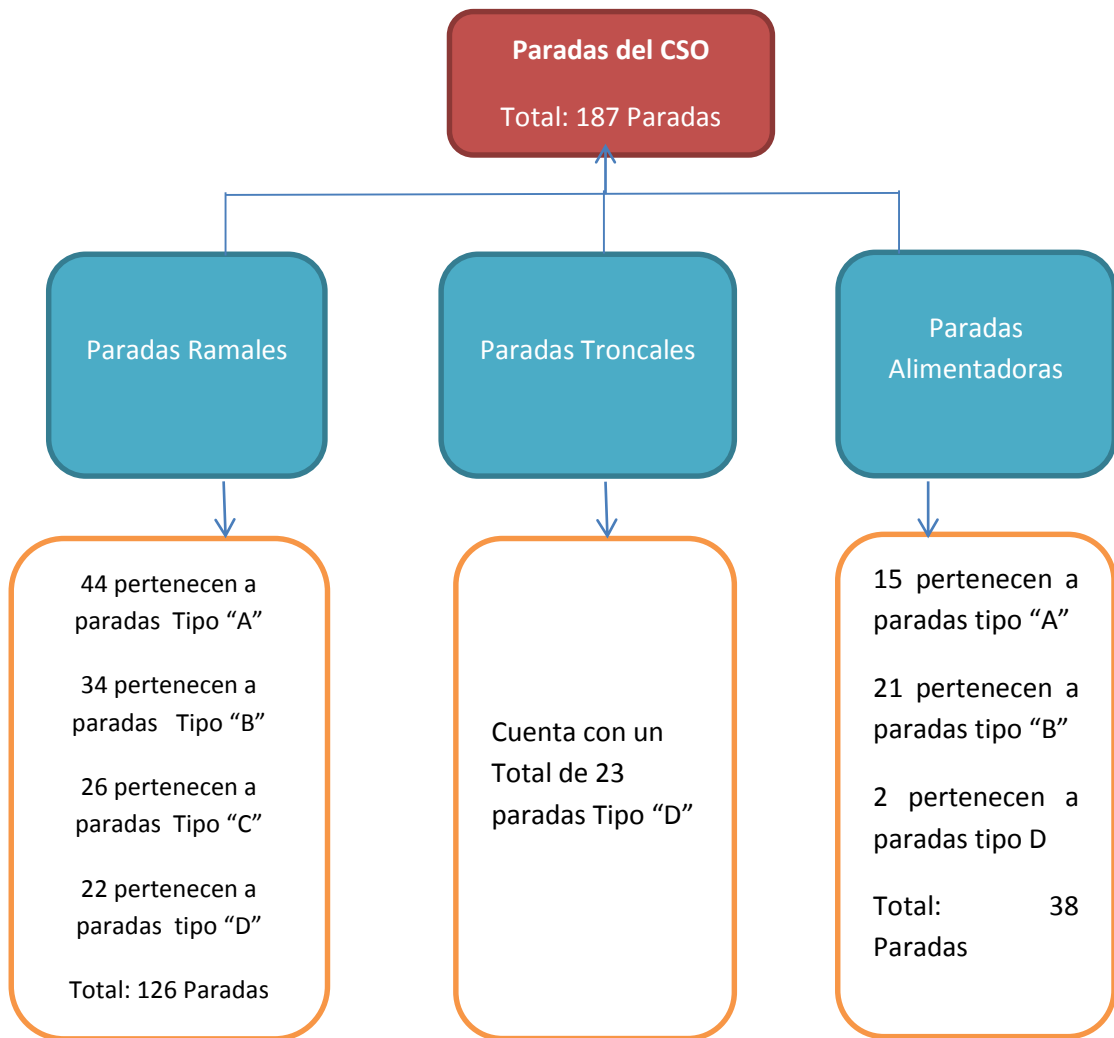 Paradas del CSO
Total: 187 Paradas
Paradas Ramales
Paradas Troncales
Paradas
Alimentadoras
44 pertenecen a
paradas Tipo “A”
34 pertenecen a
paradas Tipo “B”
26 pertenecen a
paradas Tipo “C”
22 pertenecen a
paradas tipo “D”
Total: 126 Paradas
Cuenta con un
Total de 23
paradas Tipo “D”
15 pertenecen a
paradas tipo “A”
21 pertenecen a
paradas tipo “B”
2 pertenecen a
paradas tipo D
Total: 38
Paradas